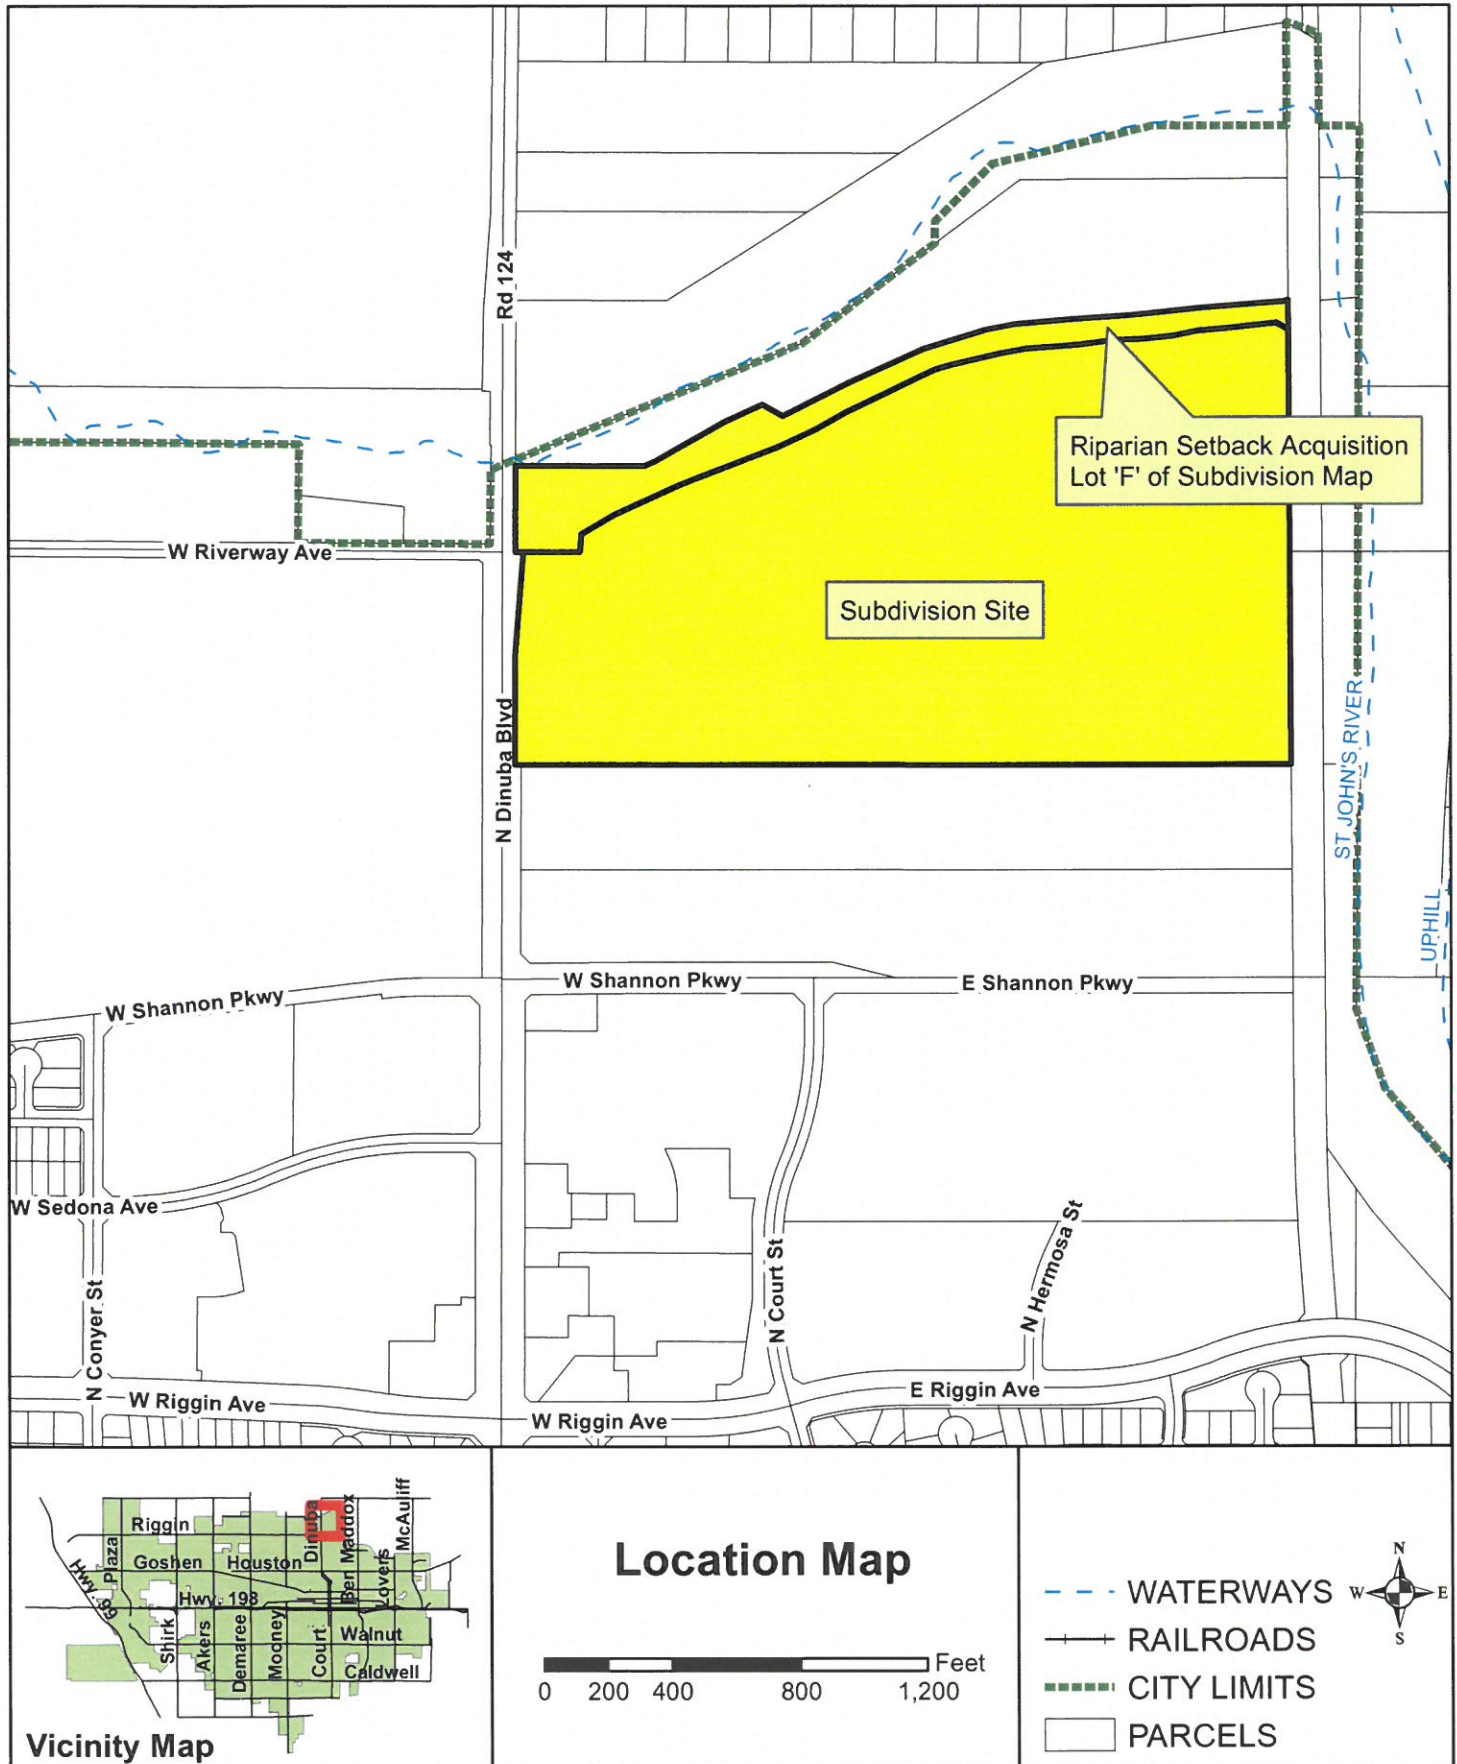 Rd 124
Riparian Setback Acquisition
Lot 'F' of Subdivision Map
W Riverway Ave
Subdivision Site
N Dinuba Blvd
ST JOHN'S RIVER
UPHILL
W Shannon Pkwy
W Shannon Pkwy
E Shannon Pkwy
W Sedona Ave
N Conyer St
N Court St
N Hermosa St
W Riggin Ave
W Riggin Ave
E Riggin Ave
Riggin
Goshen
Houston
Hwy. 198
Hwy. 99
Plaza
Shirk
Akers
Demaree
Mooney
Court
Dinuba
Ben Maddox
Lovers
McAuliff
Walnut
Caldwell
Vicinity Map
Location Map
Feet
0 200 400 800 1,200
WATERWAYS
RAILROADS
CITY LIMITS
PARCELS
N
W E
S